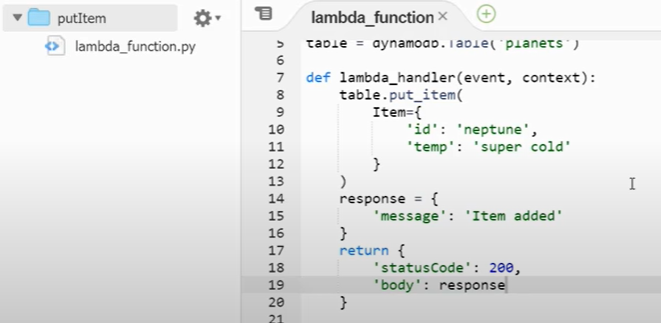 putItem
lambda_function.py
lambda_function ×
5 table = dynamodb.Table('planets')
6
7 def lambda_handler(event, context):
8 table.put_item(
9 Item={
10 'id': 'neptune',
11 'temp': 'super cold'
12 }
13 )
14 response = {
15 'message': 'Item added'
16 }
17 return {
18 'statusCode': 200,
19 'body': response
20 }
21